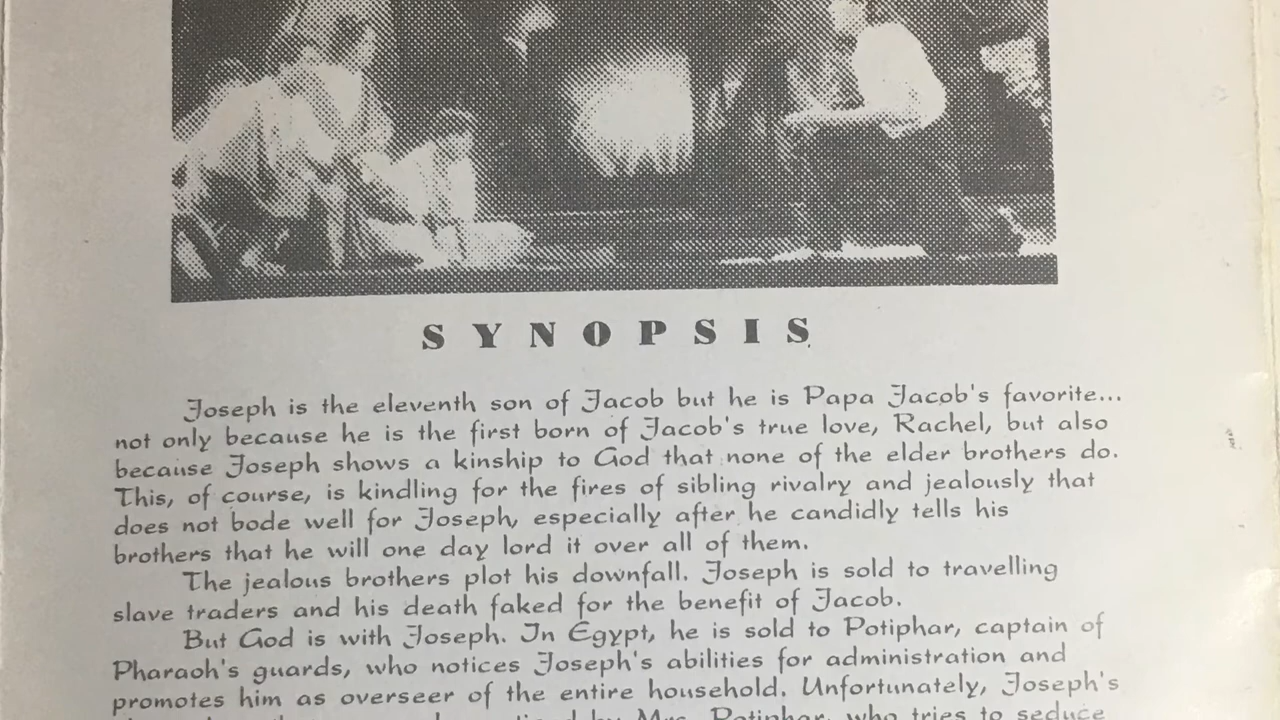 SYNOPSIS
Joseph is the eleventh son of Jacob but he is Papa Jacob's favorite...
not only because he is the first born of Jacob's true love, Rachel, but also
because Joseph shows a kinship to God that none of the elder brothers do.
This, of course, is kindling for the fires of sibling rivalry and jealously that
does not bode well for Joseph, especially after he candidly tells his
brothers that he will one day lord it over all of them.
The jealous brothers plot his downfall. Joseph is sold to travelling
slave traders and his death faked for the benefit of Jacob.
But God is with Joseph. In Egypt, he is sold to Potiphar, captain of
Pharaoh's guards, who notices Joseph's abilities for administration and
promotes him as overseer of the entire household. Unfortunately, Joseph's
by Mrs. Potiphar, who tries to seduce